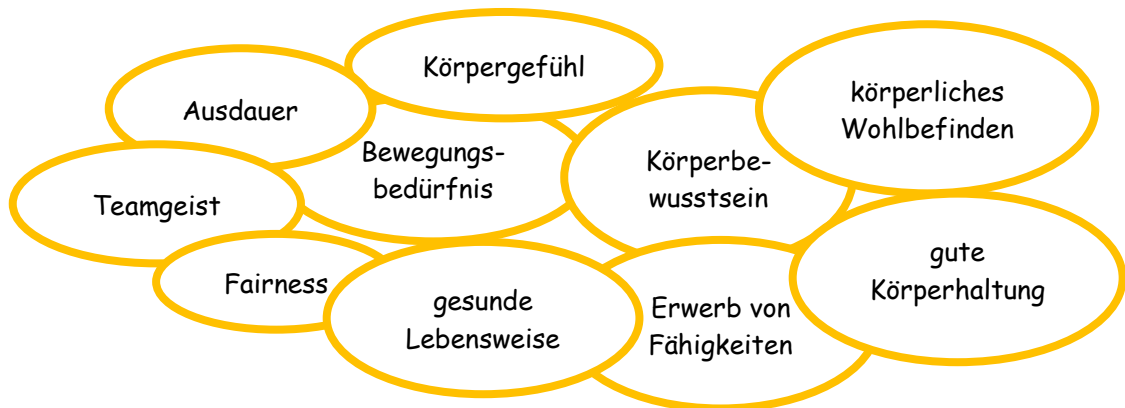 Körpergefühl
Ausdauer
körperliches
Wohlbefinden
Bewegungs-
bedürfnis
Körperbe-
wusstsein
Teamgeist
Fairness
gesunde
Lebensweise
Erwerb von
Fähigkeiten
gute
Körperhaltung